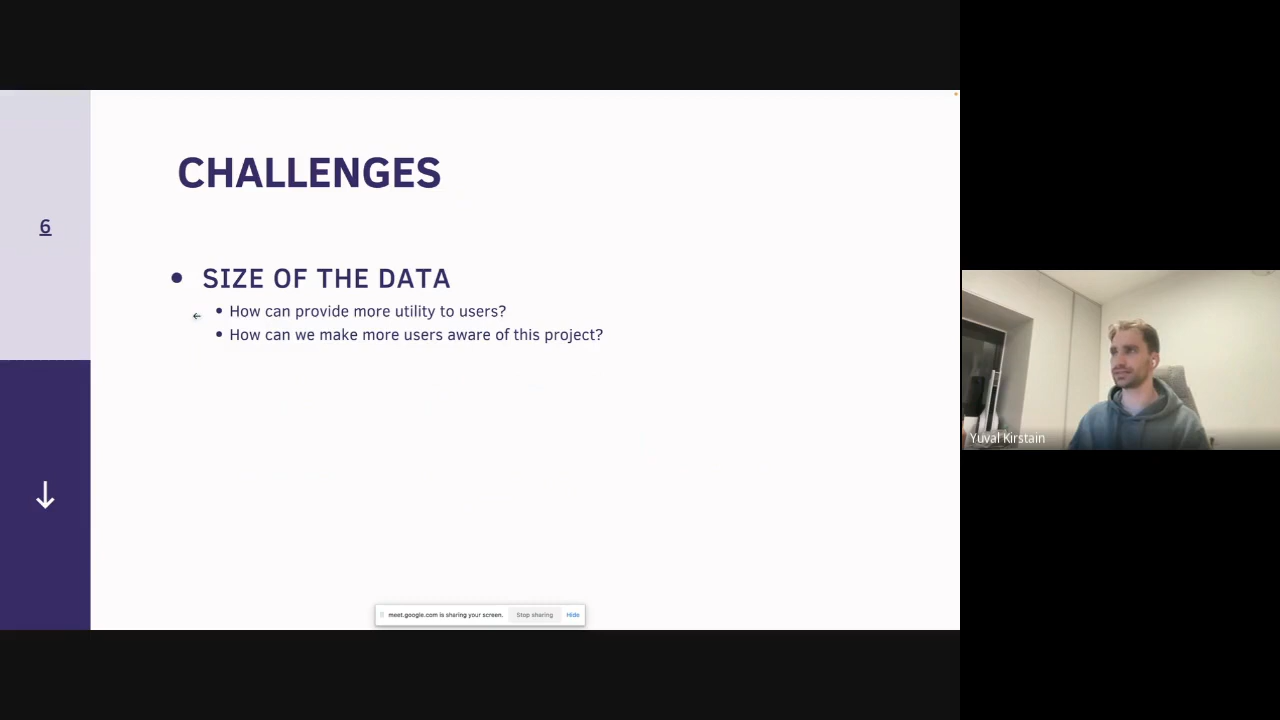 CHALLENGES
6
• SIZE OF THE DATA
• How can provide more utility to users?
• How can we make more users aware of this project?
Yuval Kirstain
meet.google.com is sharing your screen. Stop sharing Hide